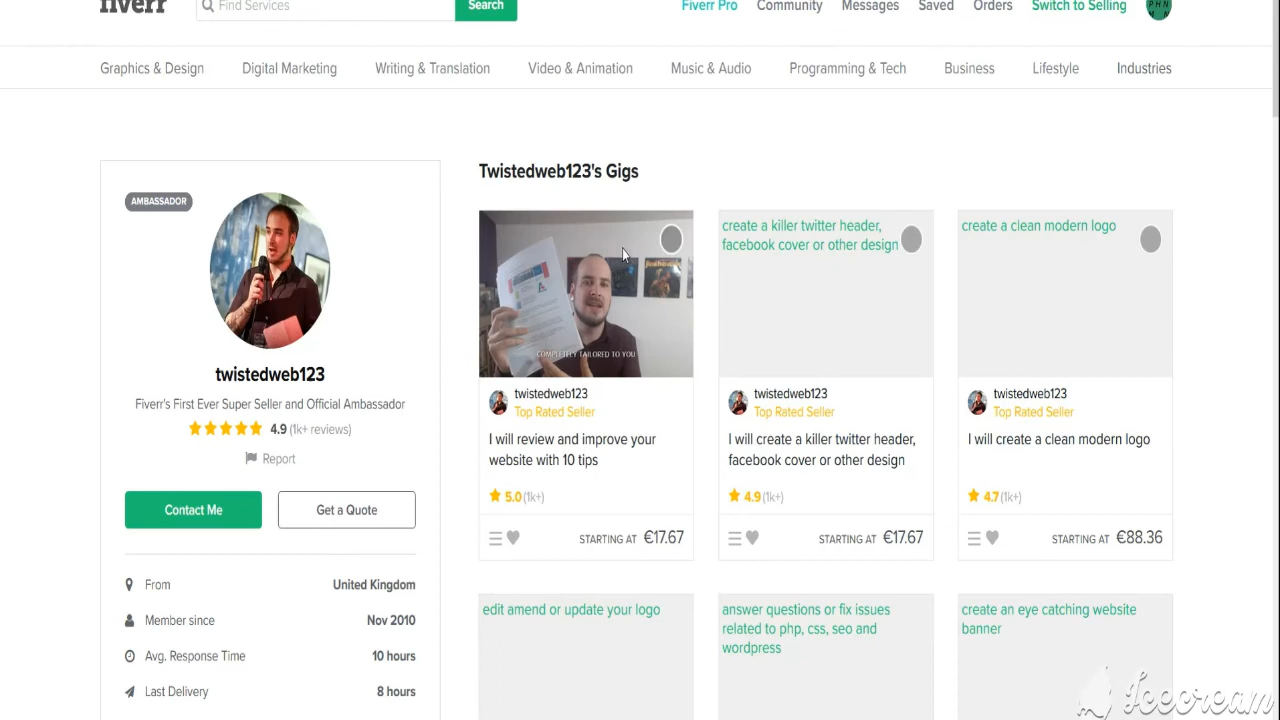 fiverr
Find Services
Search
Fiverr Pro
Community
Messages
Saved
Orders
Switch to Selling
Graphics & Design
Digital Marketing
Writing & Translation
Video & Animation
Music & Audio
Programming & Tech
Business
Lifestyle
Industries
AMBASSADOR
twistedweb123
Fiverr's First Ever Super Seller and Official Ambassador
4.9 (1k+ reviews)
Report
Contact Me
Get a Quote
From United Kingdom
Member since Nov 2010
Avg. Response Time 10 hours
Last Delivery 8 hours
Twistedweb123's Gigs
COMPLETELY TAILORED TO YOU
twistedweb123
Top Rated Seller
I will review and improve your
website with 10 tips
5.0 (1k+)
STARTING AT €17.67
create a killer twitter header,
facebook cover or other design
twistedweb123
Top Rated Seller
I will create a killer twitter header,
facebook cover or other design
4.9 (1k+)
STARTING AT €17.67
create a clean modern logo
twistedweb123
Top Rated Seller
I will create a clean modern logo
4.7 (1k+)
STARTING AT €88.36
edit amend or update your logo
answer questions or fix issues
related to php, css, seo and
wordpress
create an eye catching website
banner
Icecream